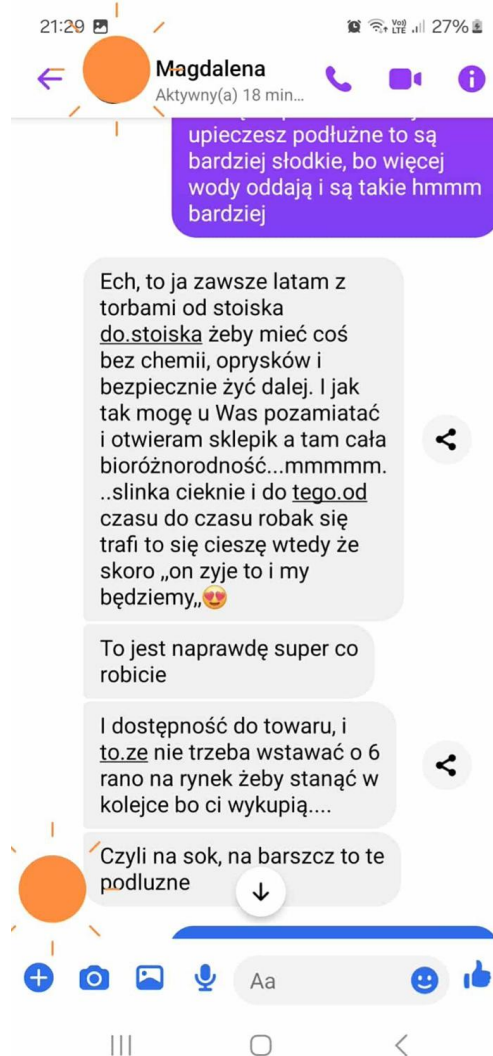 21:29
Vo))
LTE
27%
Magdalena
Aktywny(a) 18 min...
upieczesz podłużne to są
bardziej słodkie, bo więcej
wody oddają i są takie hmmm
bardziej
Ech, to ja zawsze latam z
torbami od stoiska
do.stoiska żeby mieć coś
bez chemii, oprysków i
bezpiecznie żyć dalej. I jak
tak mogę u Was pozamiatać
i otwieram sklepik a tam cała
bioróżnorodność...mmmmm.
..slinka cieknie i do tego.od
czasu do czasu robak się
trafi to się cieszę wtedy że
skoro „on zyje to i my
będziemy„😍
To jest naprawdę super co
robicie
I dostępność do towaru, i
to.ze nie trzeba wstawać o 6
rano na rynek żeby stanąć w
kolejce bo ci wykupią....
Czyli na sok, na barszcz to te
podluzne
Aa